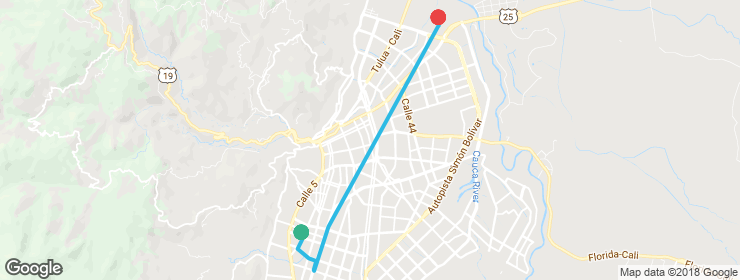 25
Tulua - Cali
19
Calle 44
Autopista Simón Bolívar
Cauca River
Calle 5
Florida-Cali
Google
Map data ©2018 Google